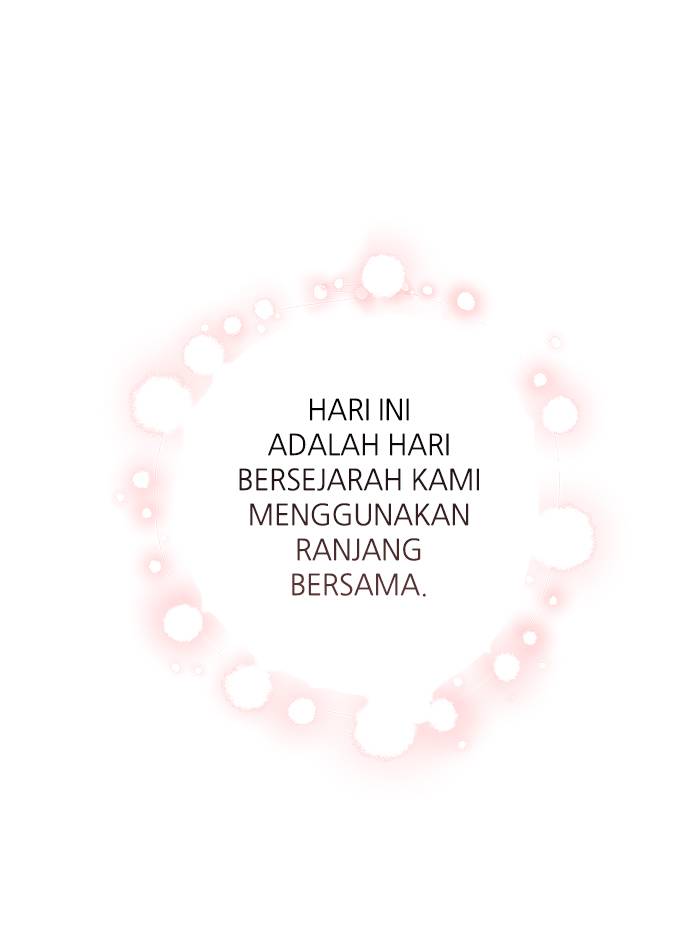 HARI INI
ADALAH HARI
BERSEJARAH KAMI
MENGGUNAKAN
RANJANG
BERSAMA.